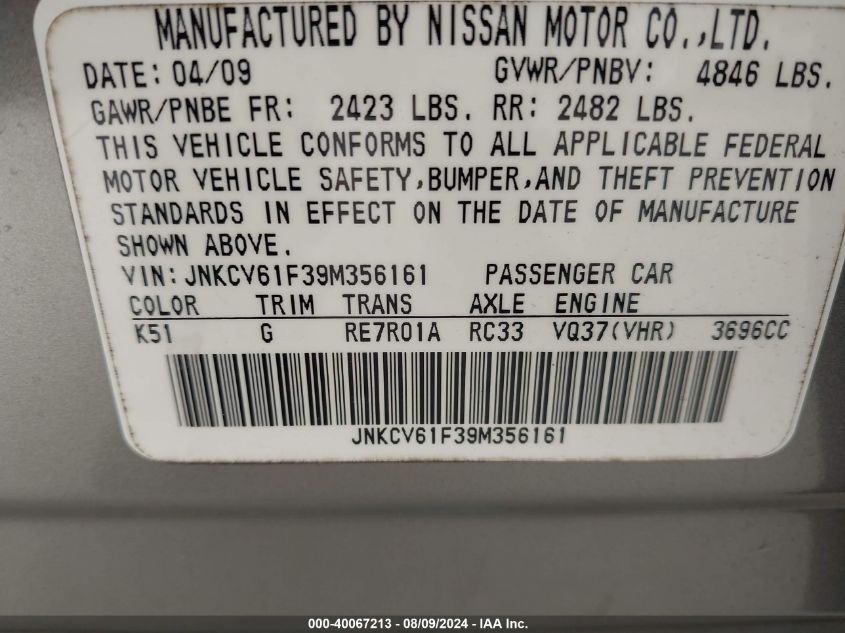 MANUFACTURED BY NISSAN MOTOR CO.,LTD.
DATE: 04/09 GVWR/PNBV: 4846 LBS.
GAWR/PNBE FR: 2423 LBS. RR: 2482 LBS.
THIS VEHICLE CONFORMS TO ALL APPLICABLE FEDERAL
MOTOR VEHICLE SAFETY,BUMPER,AND THEFT PREVENTION
STANDARDS IN EFFECT ON THE DATE OF MANUFACTURE
SHOWN ABOVE.
VIN:JNKCV61F39M356161 PASSENGER CAR
COLOR TRIM TRANS AXLE ENGINE
K51 G RE7R01A RC33 VQ37(VHR) 3696CC
JNKCV61F39M356161
000-40067213 - 08/09/2024 - IAA Inc.